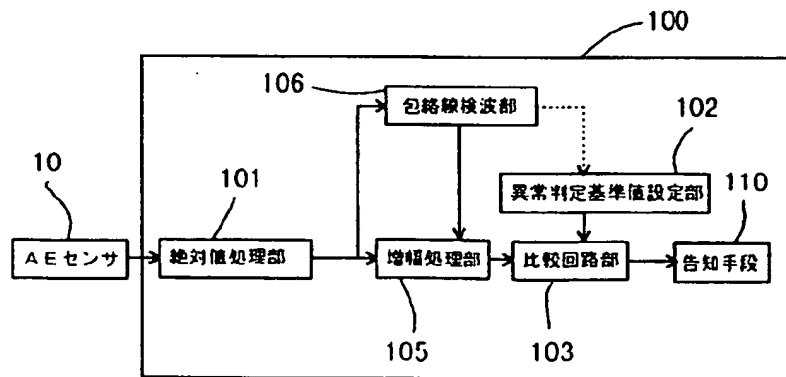 100
106
包絡線検波部
102
10
101
異常判定基準値設定部
110
AEセンサ
絶対値処理部
増幅処理部
比較回路部
告知手段
105
103